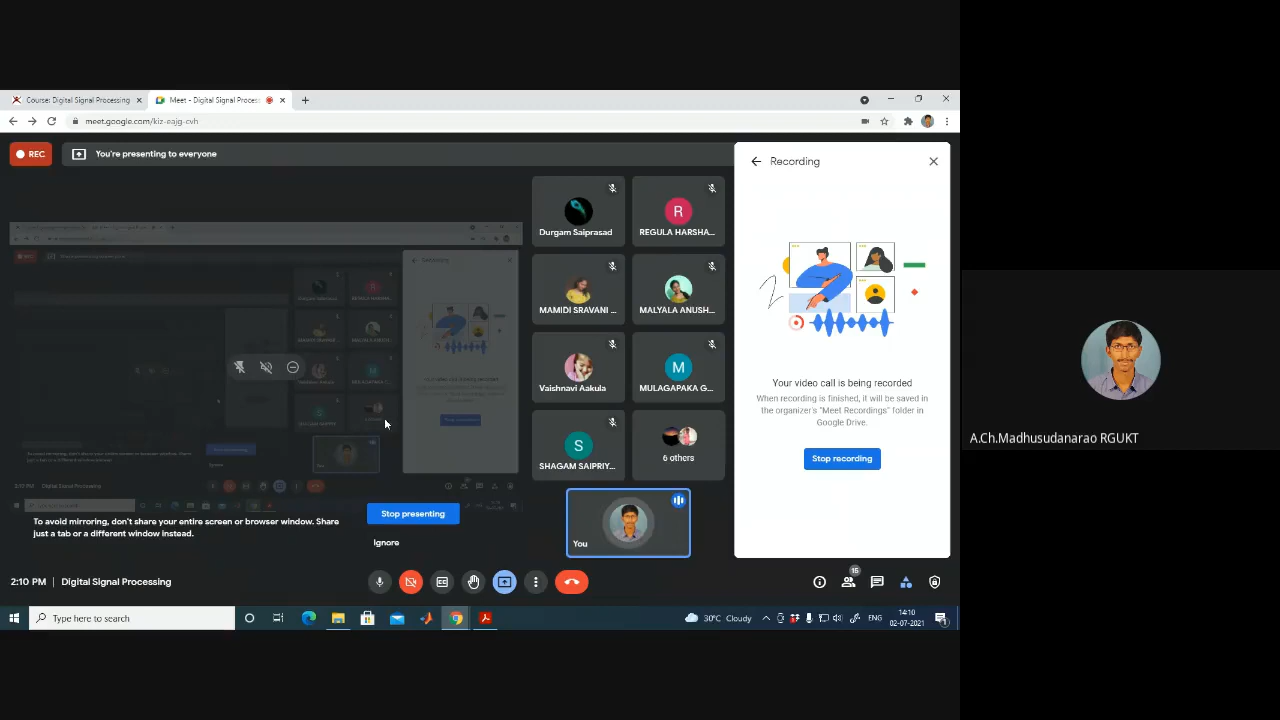 Course: Digital Signal Processing
Meet - Digital Signal Process
meet.google.com/kiz-eajg-cvh
REC
You're presenting to everyone
Recording
Durgam Saiprasad
R
REGULA HARSHA...
MAMIDI SRAVANI ...
MALYALA ANUSH...
Vaishnavi Aakula
M
MULAGAPAKA G...
S
SHAGAM SAIPRIY...
6 others
You
Your video call is being recorded
When recording is finished, it will be saved in
the organizer's "Meet Recordings" folder in
Google Drive.
Stop recording
A.Ch.Madhusudanarao RGUKT
To avoid mirroring, don't share your entire screen or browser window. Share
just a tab or a different window instead.
Stop presenting
Ignore
2:10 PM | Digital Signal Processing
15
Type here to search
30°C Cloudy
ENG
14:10
02-07-2021